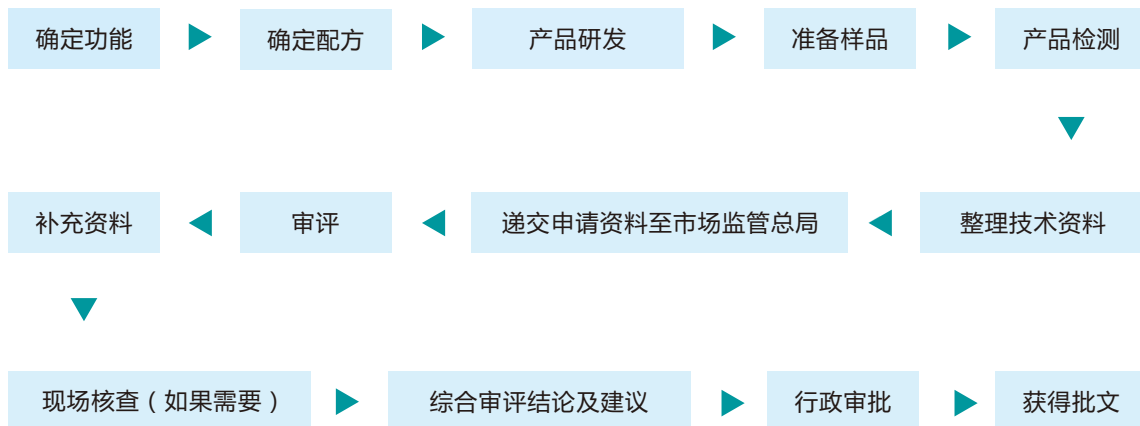 确定功能
确定配方
产品研发
准备样品
产品检测
整理技术资料
递交申请资料至市场监管总局
审评
补充资料
现场核查（如果需要）
综合审评结论及建议
行政审批
获得批文